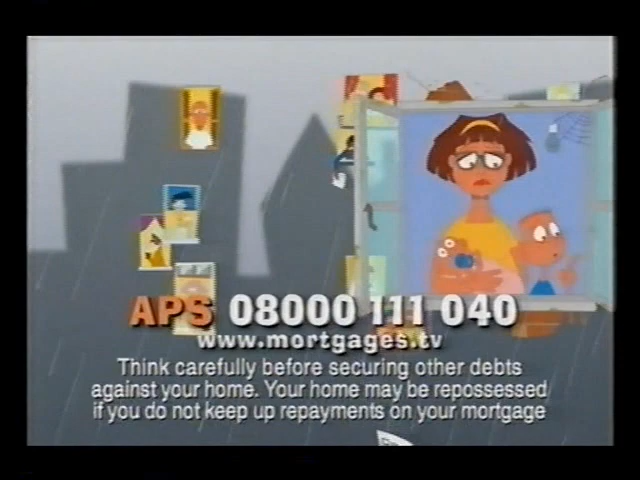 APS 08000 111 040
www.mortgages.tv
Think carefully before securing other debts
against your home. Your home may be repossessed
if you do not keep up repayments on your mortgage